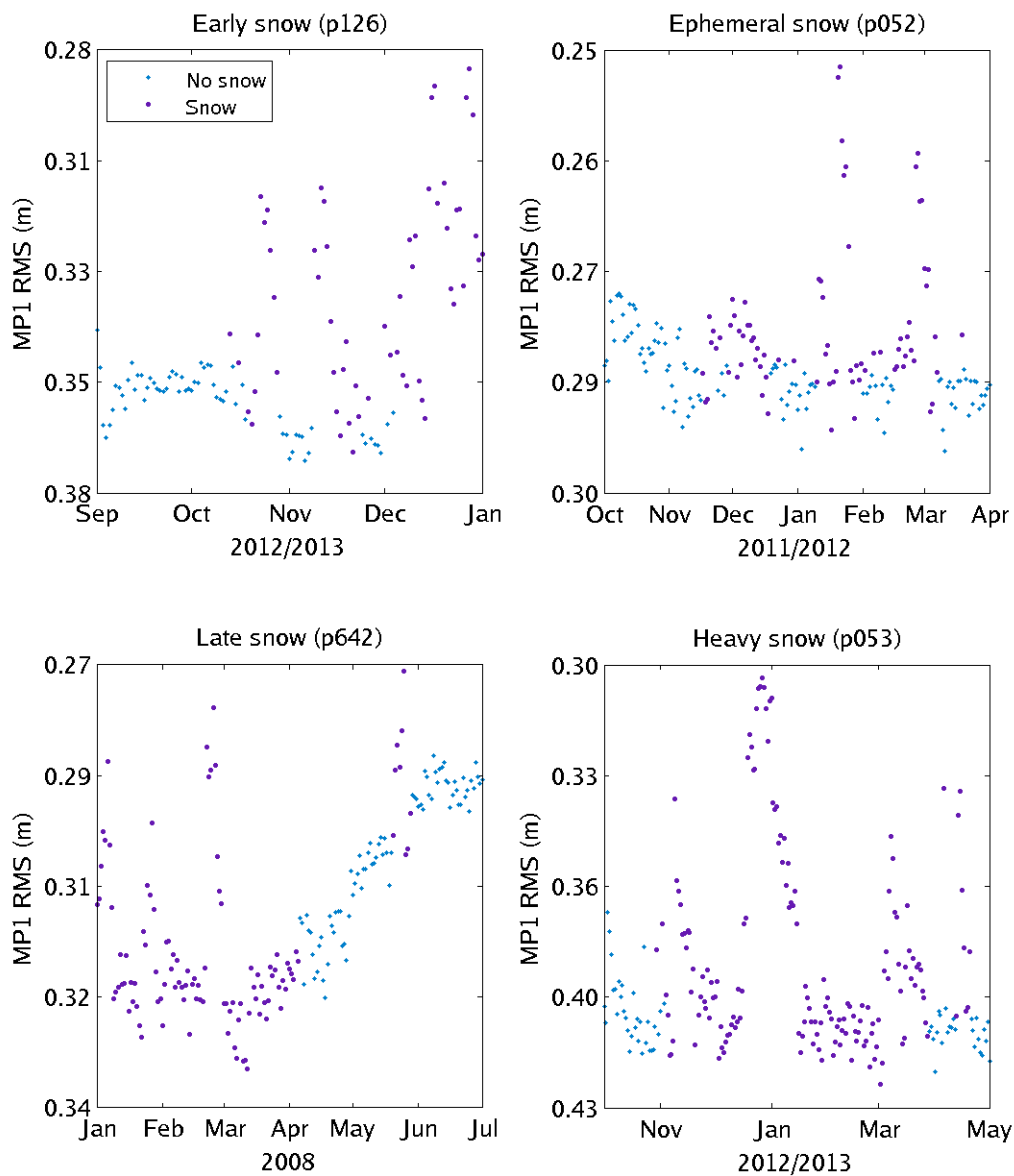 Early snow (p126)
0.28
0.31
0.33
0.35
0.38
MP1 RMS (m)
No snow
Snow
Sep Oct Nov Dec Jan
2012/2013
Ephemeral snow (p052)
0.25
0.26
0.27
0.29
0.30
MP1 RMS (m)
Oct Nov Dec Jan Feb Mar Apr
2011/2012
Late snow (p642)
0.27
0.29
0.31
0.32
0.34
MP1 RMS (m)
Jan Feb Mar Apr May Jun Jul
2008
Heavy snow (p053)
0.30
0.33
0.36
0.40
0.43
MP1 RMS (m)
Nov Jan Mar May
2012/2013